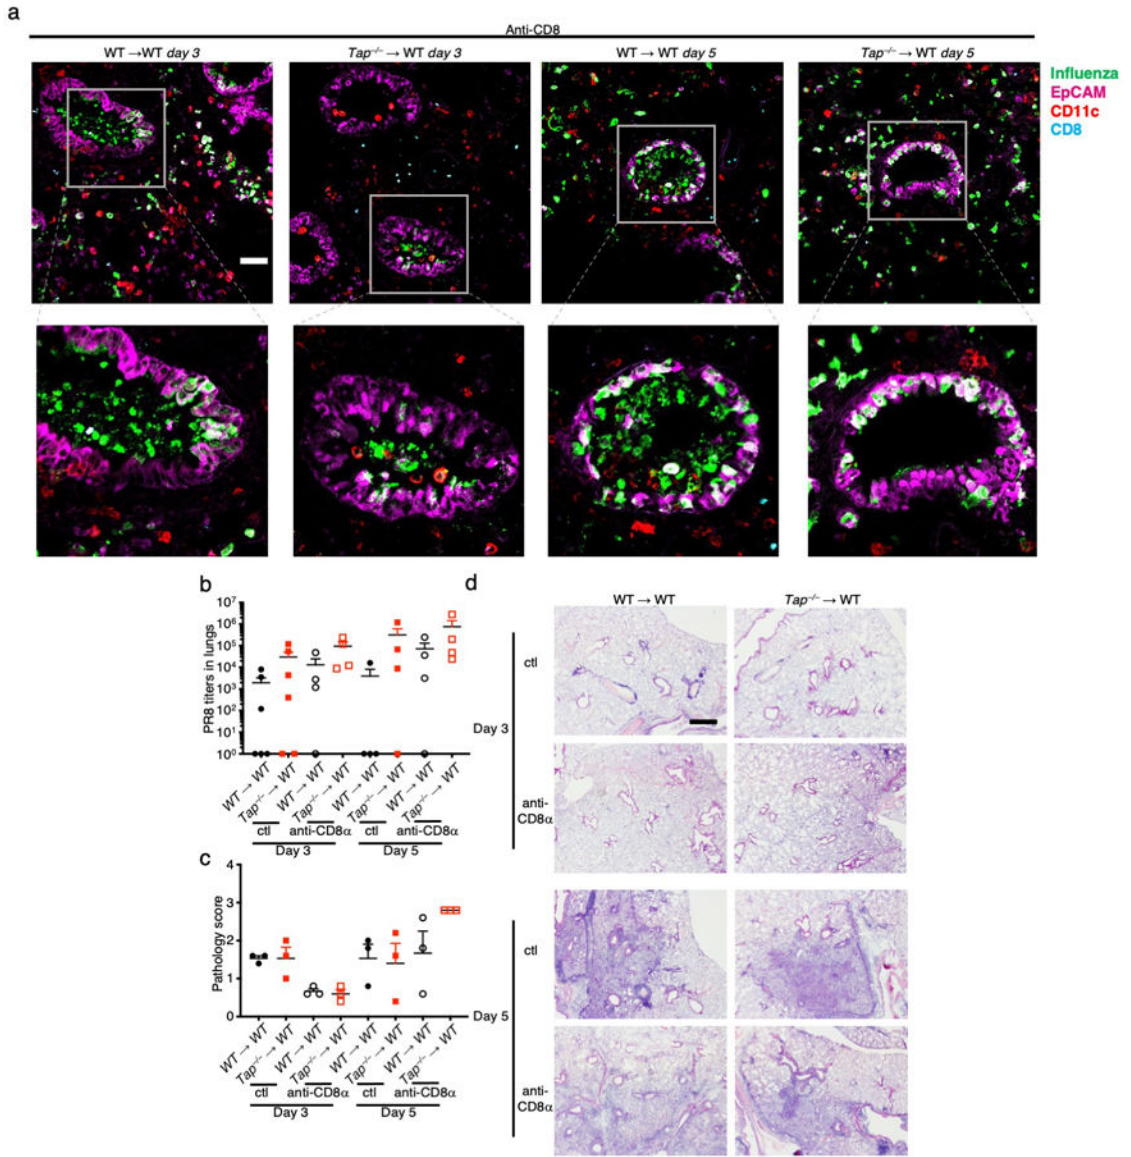 a
Anti-CD8
WT →WT day 3
Tap–/– → WT day 3
WT → WT day 5
Tap–/– → WT day 5
Influenza
EpCAM
CD11c
CD8
b
PR8 titers in lungs
10⁷
10⁶
10⁵
10⁴
10³
10²
10¹
10⁰
WT → WT
Tap–/– → WT
WT → WT
Tap–/– → WT
WT → WT
Tap–/– → WT
WT → WT
Tap–/– → WT
ctl
anti-CD8α
ctl
anti-CD8α
Day 3
Day 5
c
Pathology score
4
3
2
1
0
WT → WT
Tap–/– → WT
WT → WT
Tap–/– → WT
WT → WT
Tap–/– → WT
WT → WT
Tap–/– → WT
ctl
anti-CD8α
ctl
anti-CD8α
Day 3
Day 5
d
WT → WT
Tap–/– → WT
Day 3
ctl
anti-
CD8α
Day 5
ctl
anti-
CD8α